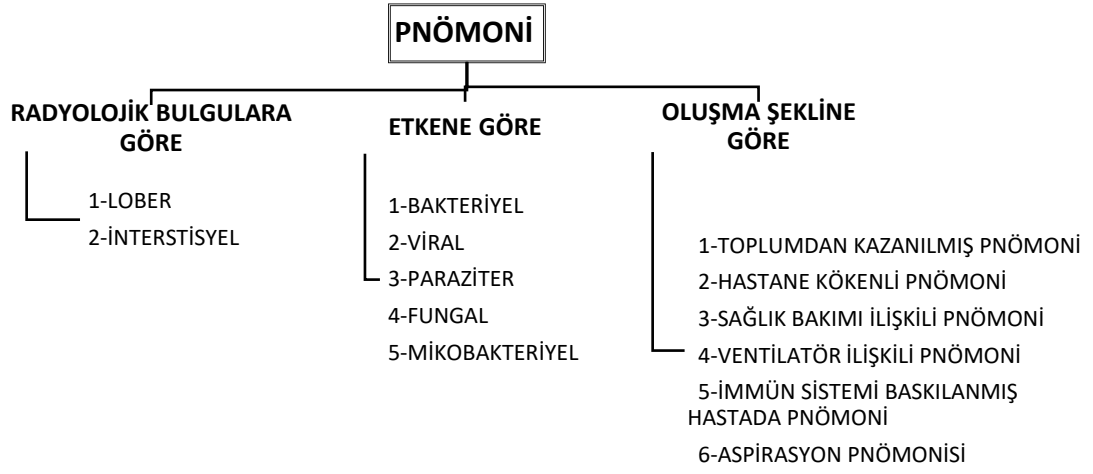 PNÖMONİ
RADYOLOJİK BULGULARA
GÖRE
1-LOBER
2-İNTERSTİSYEL
ETKENE GÖRE
1-BAKTERİYEL
2-VİRAL
3-PARAZİTER
4-FUNGAL
5-MİKOBAKTERİYEL
OLUŞMA ŞEKLİNE
GÖRE
1-TOPLUMDAN KAZANILMIŞ PNÖMONİ
2-HASTANE KÖKENLİ PNÖMONİ
3-SAĞLIK BAKIMI İLİŞKİLİ PNÖMONİ
4-VENTİLATÖR İLİŞKİLİ PNÖMONİ
5-İMMÜN SİSTEMİ BASKILANMIŞ
HASTADA PNÖMONİ
6-ASPİRASYON PNÖMONİSİ